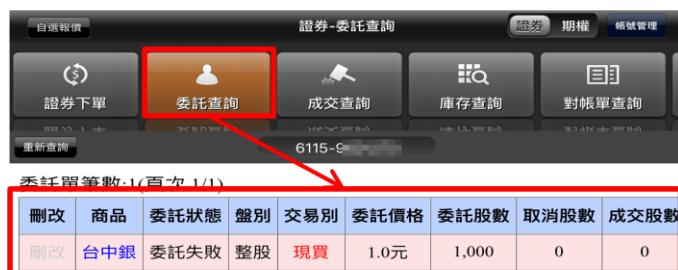 自選報價 證券-委託查詢 證券 期權 帳號管理
證券下單 委託查詢 成交查詢 庫存查詢 對帳單查詢
重新查詢 6115-9
委託單筆數:1(頁次 1/1)
刪改 商品 委託狀態 盤別 交易別 委託價格 委託股數 取消股數 成交股數
刪改 台中銀 委託失敗 整股 現買 1.0元 1,000 0 0